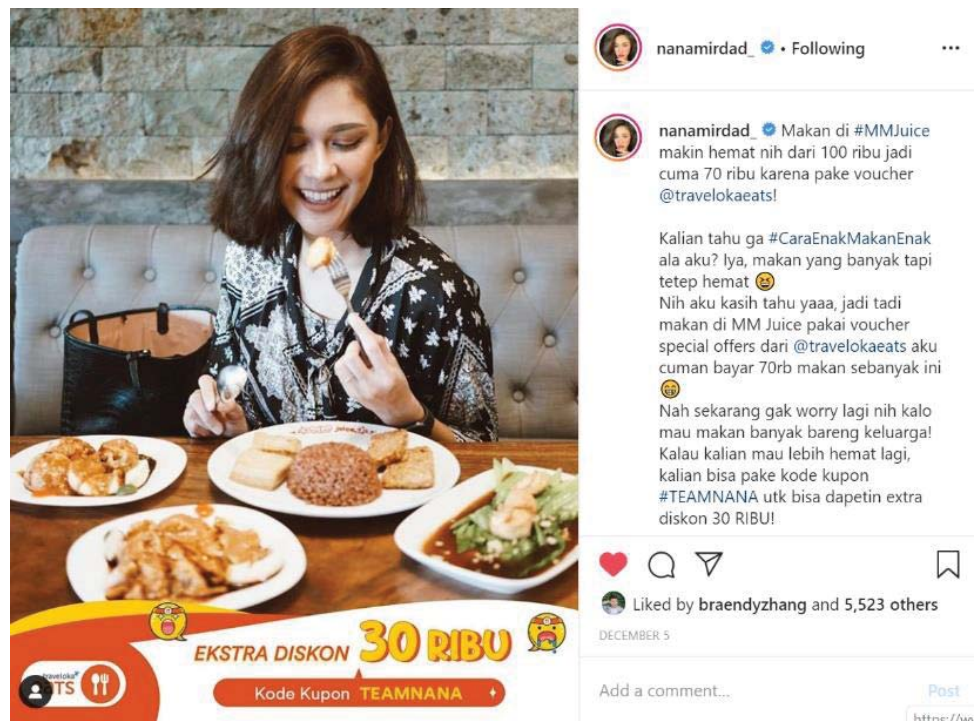 nanamirdad_ • Following
nanamirdad_ Makan di #MMJuice
makin hemat nih dari 100 ribu jadi
cuma 70 ribu karena pake voucher
@travelokaeats!
Kalian tahu ga #CaraEnakMakanEnak
ala aku? Iya, makan yang banyak tapi
tetep hemat 😆
Nih aku kasih tahu yaaa, jadi tadi
makan di MM Juice pakai voucher
special offers dari @travelokaeats aku
cuman bayar 70rb makan sebanyak ini
😁
Nah sekarang gak worry lagi nih kalo
mau makan banyak bareng keluarga!
Kalau kalian mau lebih hemat lagi,
kalian bisa pake kode kupon
#TEAMNANA utk bisa dapetin extra
diskon 30 RIBU!
Liked by braendyzhang and 5,523 others
DECEMBER 5
Add a comment... Post
EKSTRA DISKON 30 RIBU
Kode Kupon TEAMNANA
traveloka